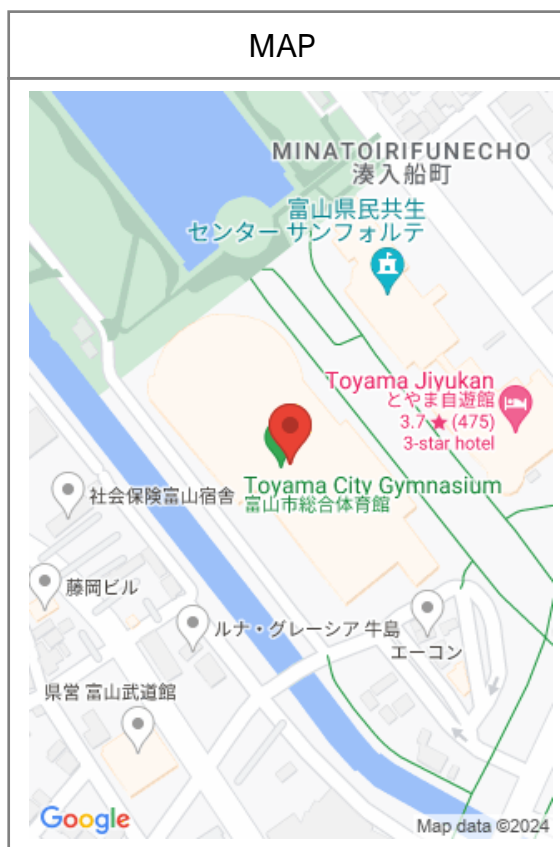 MAP
MINATOIRIFUNECHO
湊入船町
富山県民共生
センター サンフォルテ
Toyama Jiyukan
とやま自遊館
3.7★(475)
3-star hotel
Toyama City Gymnasium
富山市総合体育館
社会保険富山宿舎
藤岡ビル
ルナ・グレーシア 牛島
エーコン
県営 富山武道館
Google
Map data ©2024